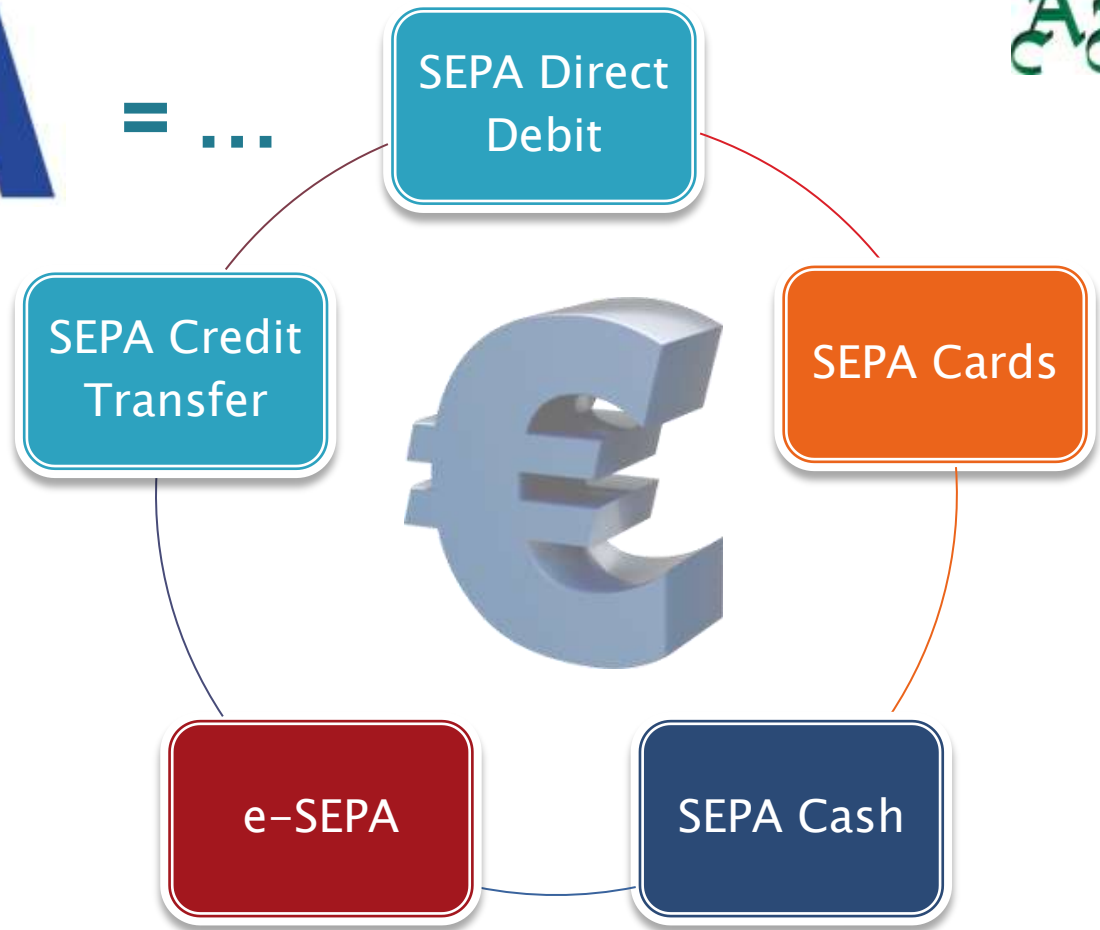 A = ...
SEPA Direct
Debit
SEPA Credit
Transfer
SEPA Cards
e-SEPA
SEPA Cash